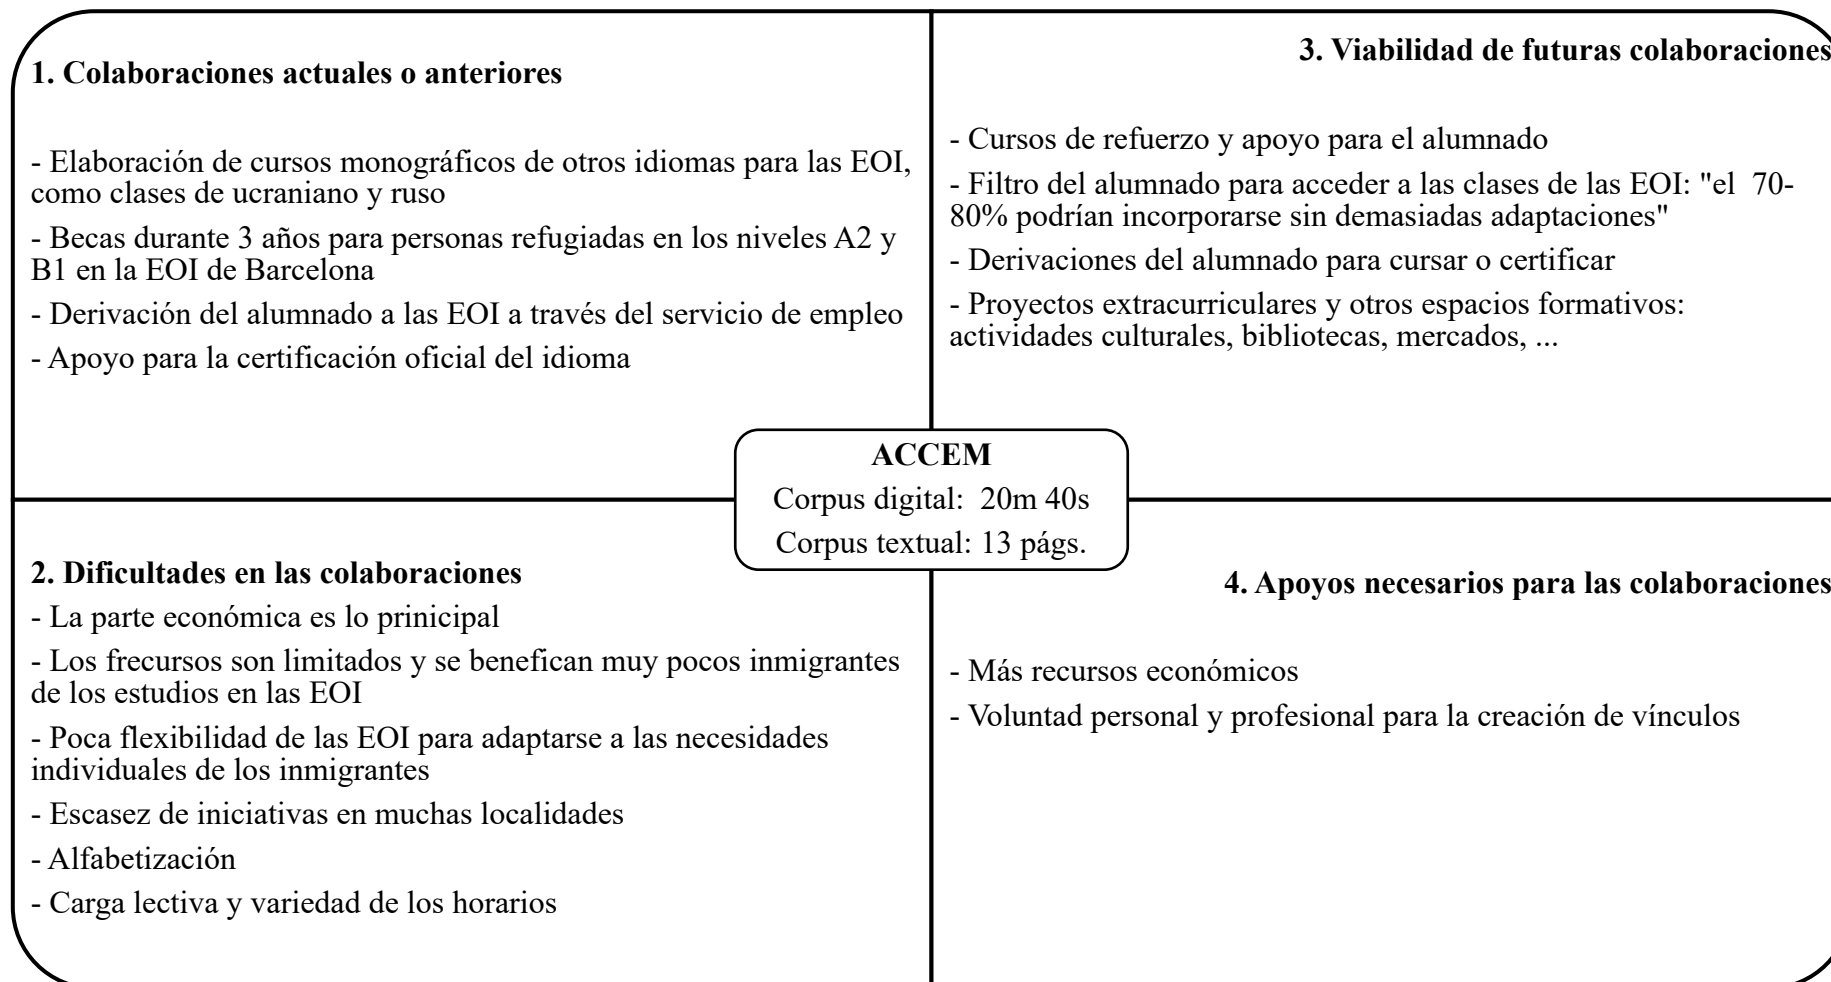 1. Colaboraciones actuales o anteriores
- Elaboración de cursos monográficos de otros idiomas para las EOI,
como clases de ucraniano y ruso
- Becas durante 3 años para personas refugiadas en los niveles A2 y
B1 en la EOI de Barcelona
- Derivación del alumnado a las EOI a través del servicio de empleo
- Apoyo para la certificación oficial del idioma
3. Viabilidad de futuras colaboraciones
- Cursos de refuerzo y apoyo para el alumnado
- Filtro del alumnado para acceder a las clases de las EOI: "el  70-
80% podrían incorporarse sin demasiadas adaptaciones"
- Derivaciones del alumnado para cursar o certificar
- Proyectos extracurriculares y otros espacios formativos:
actividades culturales, bibliotecas, mercados, ...
ACCEM
Corpus digital:  20m 40s
Corpus textual: 13 págs.
2. Dificultades en las colaboraciones
- La parte económica es lo prinicipal
- Los frecursos son limitados y se benefican muy pocos inmigrantes
de los estudios en las EOI
- Poca flexibilidad de las EOI para adaptarse a las necesidades
individuales de los inmigrantes
- Escasez de iniciativas en muchas localidades
- Alfabetización
- Carga lectiva y variedad de los horarios
4. Apoyos necesarios para las colaboraciones
- Más recursos económicos
- Voluntad personal y profesional para la creación de vínculos